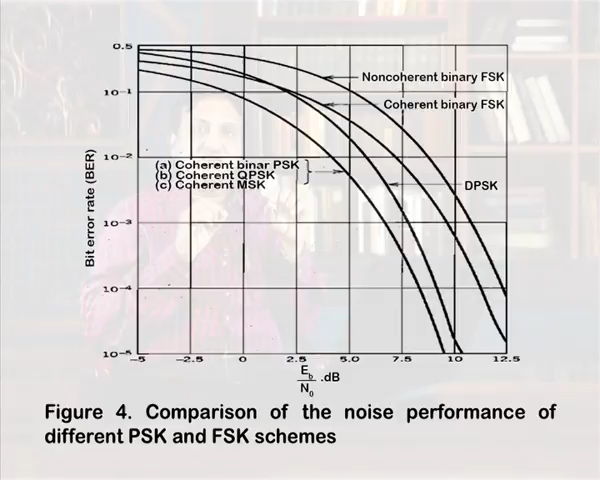 0.5
Noncoherent binary FSK
10⁻¹
Coherent binary FSK
10⁻²
(a) Coherent binar PSK
(b) Coherent QPSK
(c) Coherent MSK
DPSK
Bit error rate (BER)
10⁻³
10⁻⁴
10⁻⁵
−5 −2.5 0 2.5 5.0 7.5 10.0 12.5
E_b/N_0 .dB
Figure 4. Comparison of the noise performance of
different PSK and FSK schemes